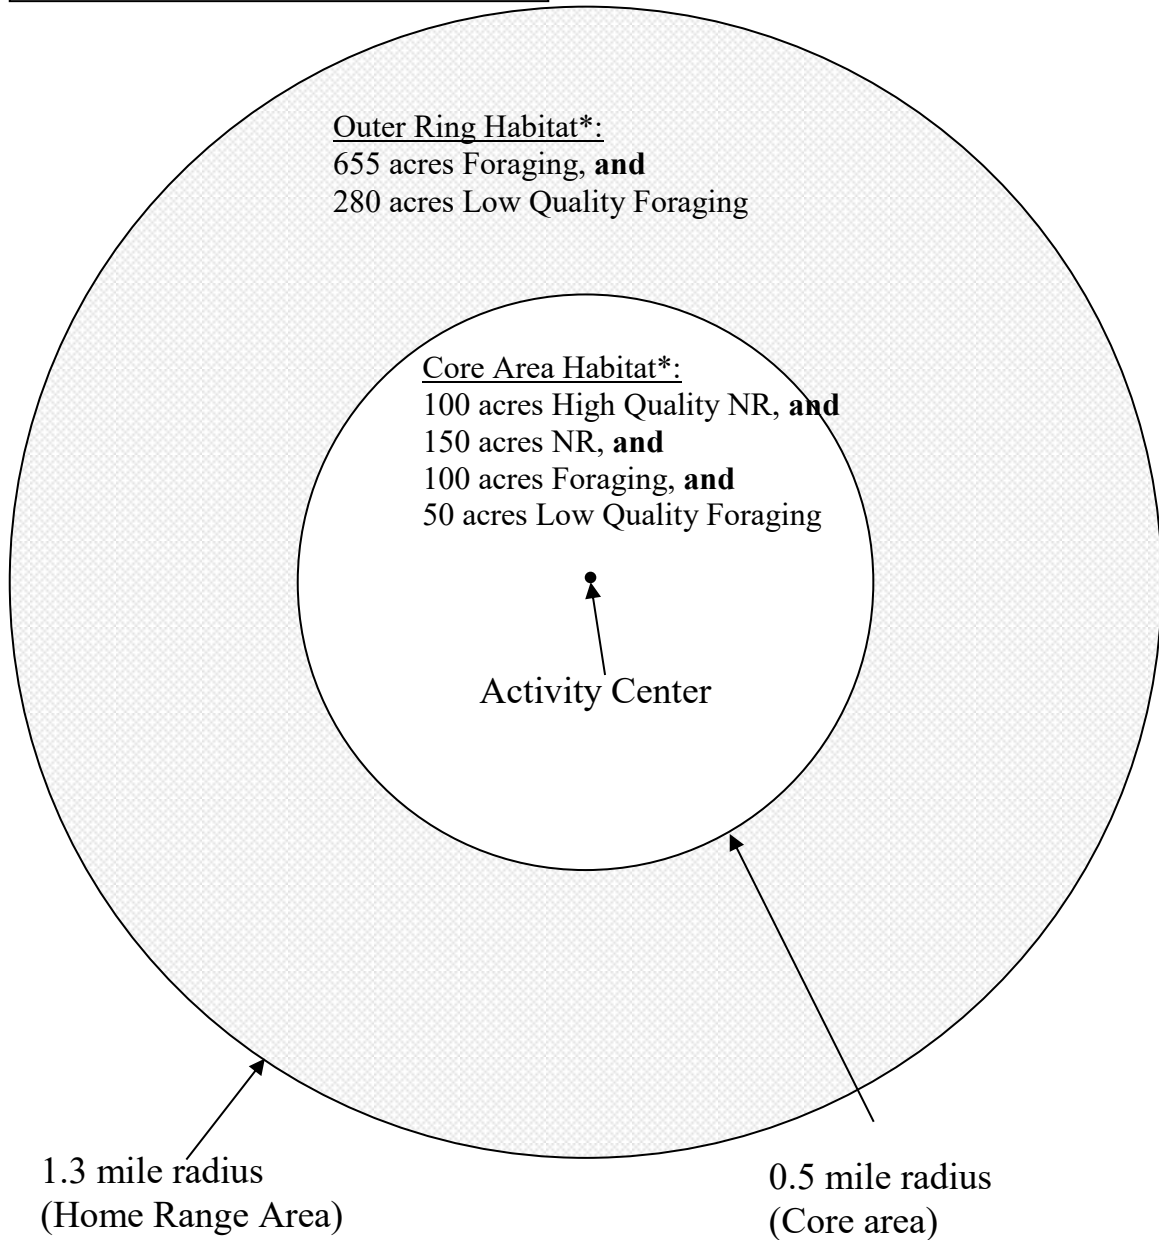 Outer Ring Habitat*:
655 acres Foraging, and
280 acres Low Quality Foraging
Core Area Habitat*:
100 acres High Quality NR, and
150 acres NR, and
100 acres Foraging, and
50 acres Low Quality Foraging
Activity Center
1.3 mile radius
(Home Range Area)
0.5 mile radius
(Core area)